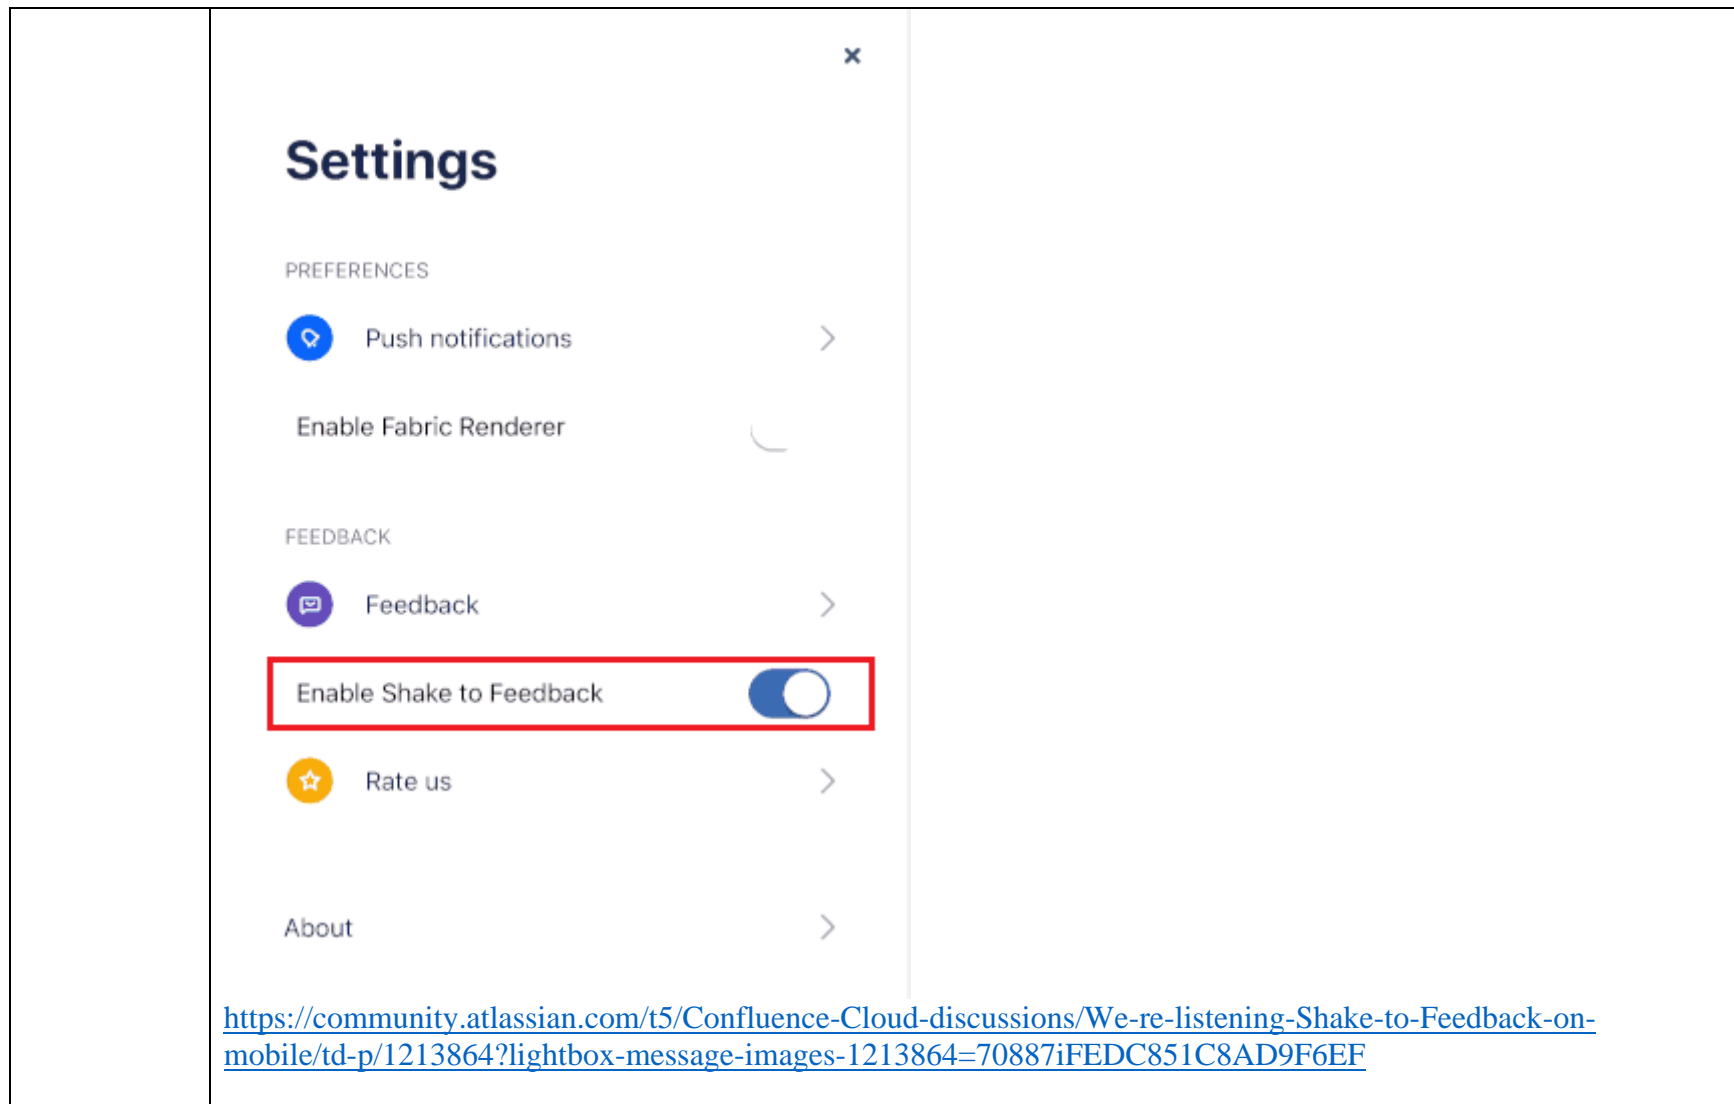 Settings
PREFERENCES
Push notifications
Enable Fabric Renderer
FEEDBACK
Feedback
Enable Shake to Feedback
Rate us
About
https://community.atlassian.com/t5/Confluence-Cloud-discussions/We-re-listening-Shake-to-Feedback-on-
mobile/td-p/1213864?lightbox-message-images-1213864=70887iFEDC851C8AD9F6EF